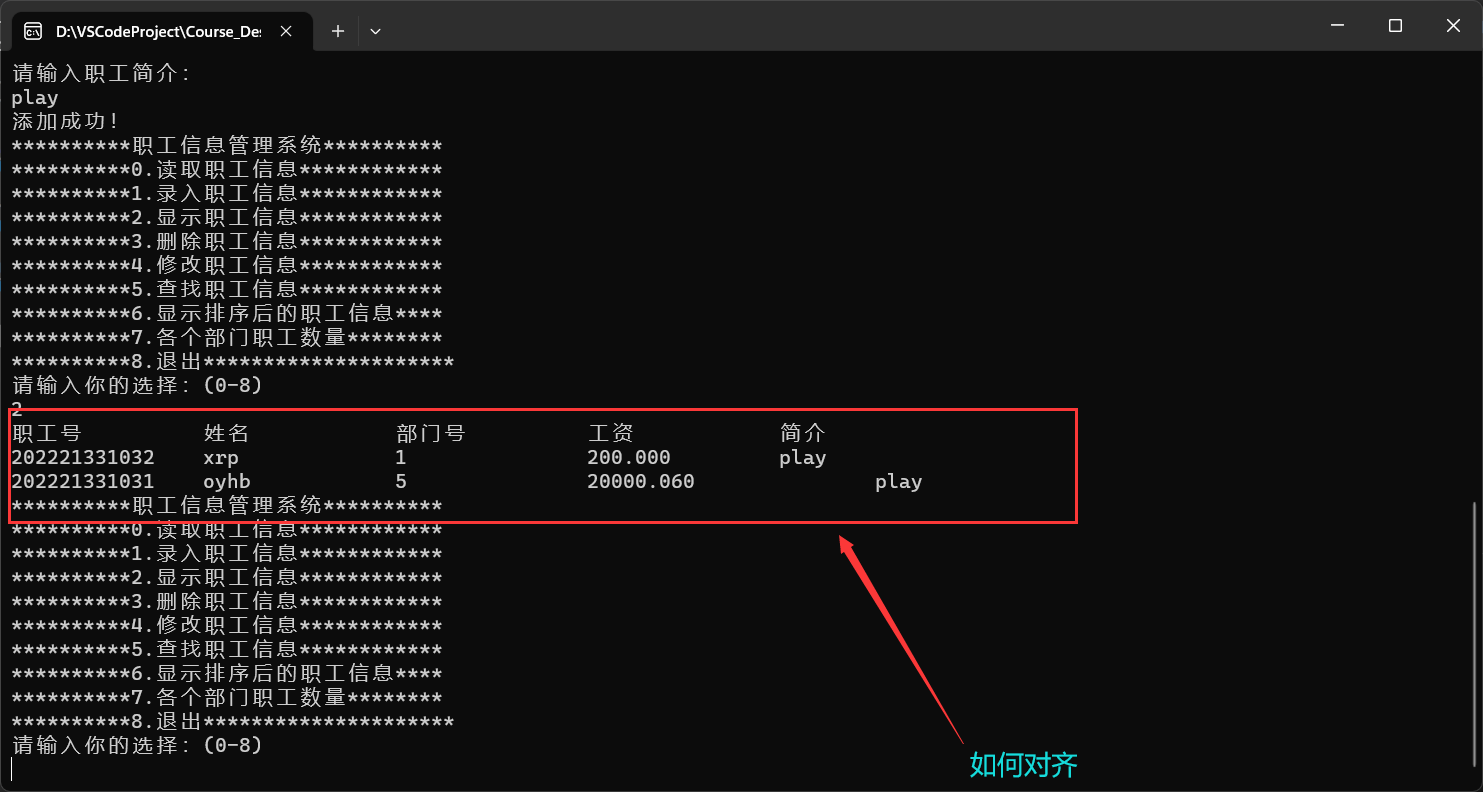 D:\VSCodeProject\Course_De
请输入职工简介:
play
添加成功!
**********职工信息管理系统**********
**********0.读取职工信息************
**********1.录入职工信息************
**********2.显示职工信息************
**********3.删除职工信息************
**********4.修改职工信息************
**********5.查找职工信息************
**********6.显示排序后的职工信息****
**********7.各个部门职工数量********
**********8.退出*********************
请输入你的选择: (0-8)
2
职工号 姓名 部门号 工资 简介
202221331032 xrp 1 200.000 play
202221331031 oyhb 5 20000.060 play
**********职工信息管理系统**********
**********0.读取职工信息************
**********1.录入职工信息************
**********2.显示职工信息************
**********3.删除职工信息************
**********4.修改职工信息************
**********5.查找职工信息************
**********6.显示排序后的职工信息****
**********7.各个部门职工数量********
**********8.退出*********************
请输入你的选择: (0-8)
如何对齐